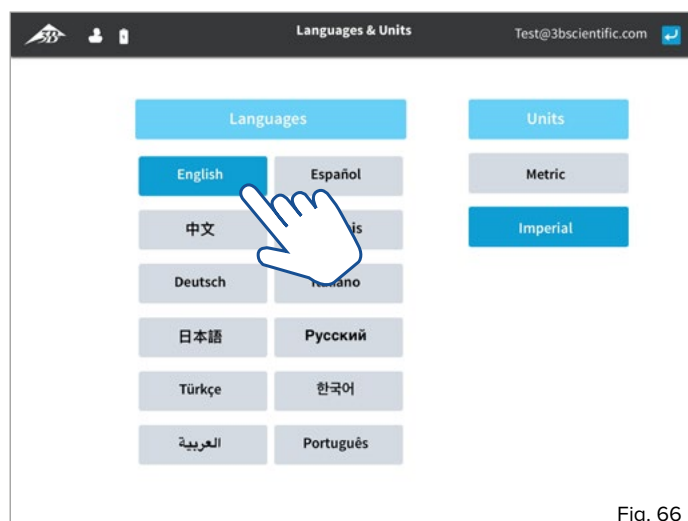 3B
Languages & Units
Test@3bscientific.com
Languages
Units
English
Español
Metric
中文
Imperial
Deutsch
日本語
Русский
Türkçe
한국어
العربية
Português
Fig. 66